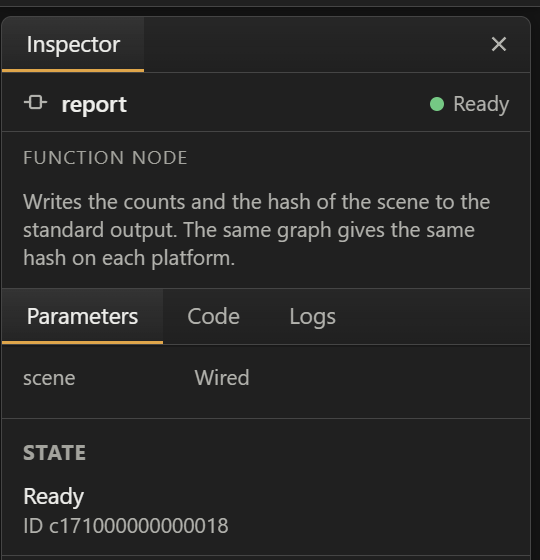 Inspector
report
Ready
FUNCTION NODE
Writes the counts and the hash of the scene to the
standard output. The same graph gives the same
hash on each platform.
Parameters Code Logs
scene Wired
STATE
Ready
ID c171000000000018